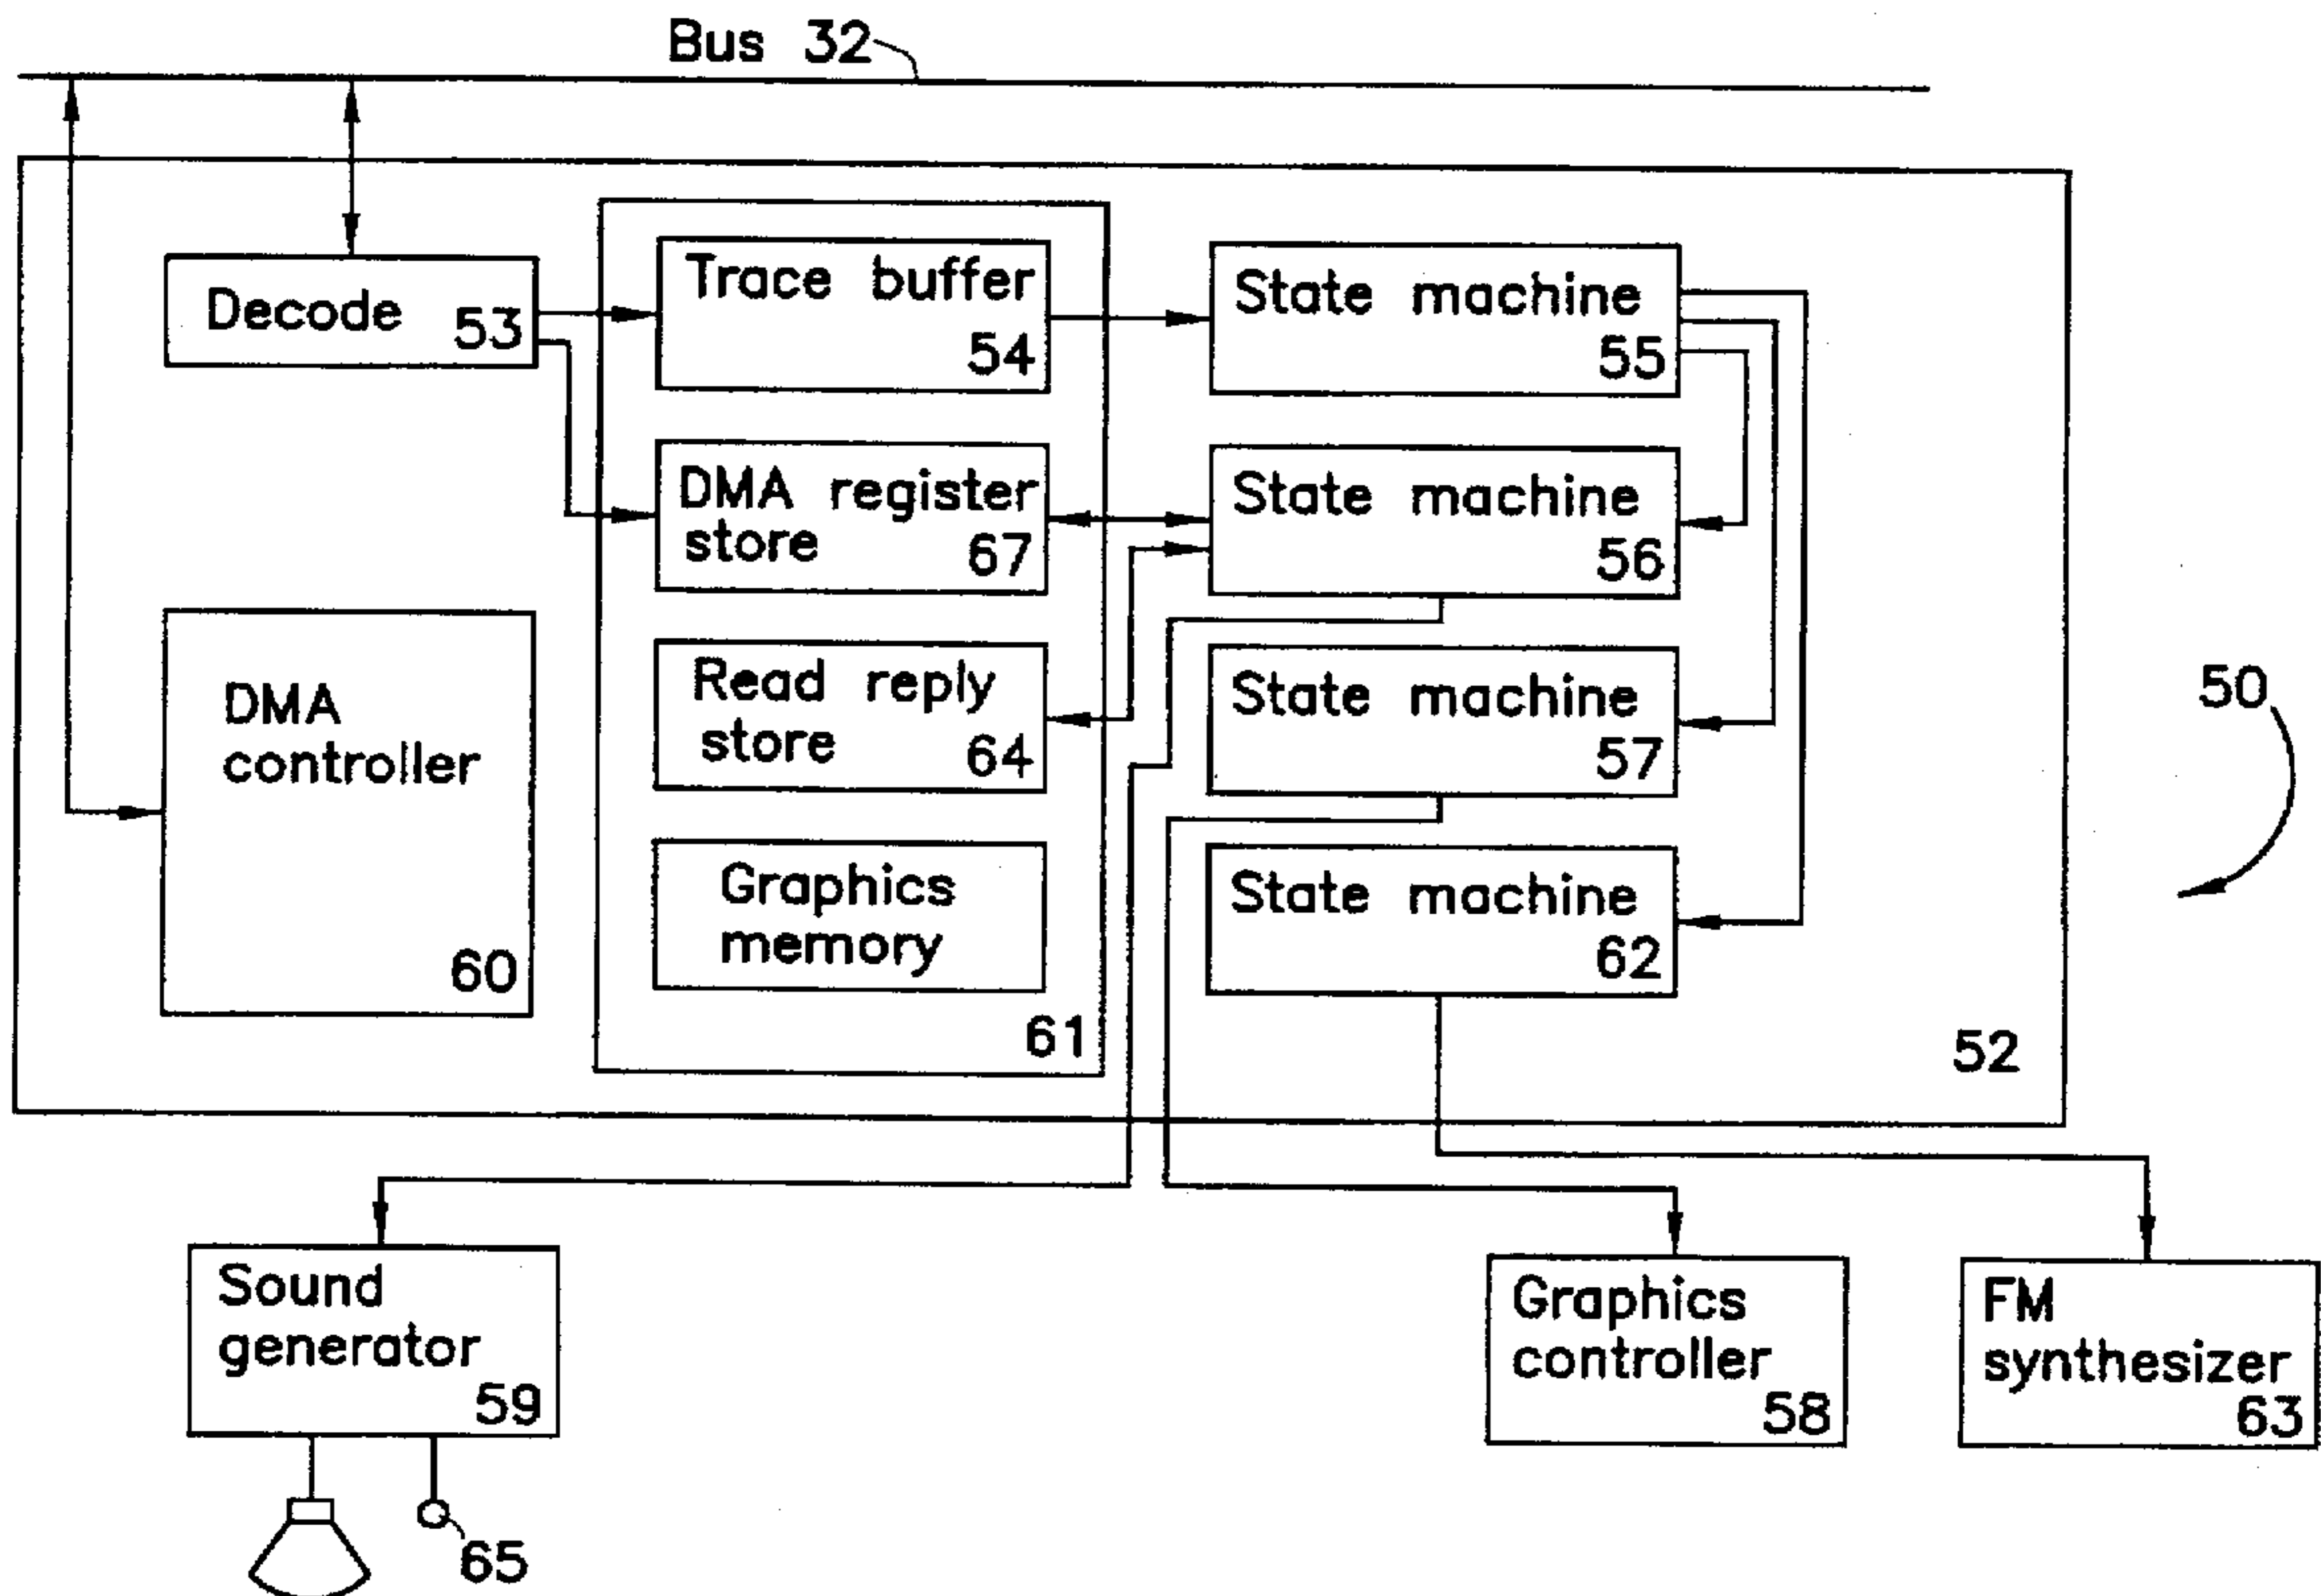 Bus 32
Decode 53
Trace buffer
54
State machine
55
DMA register
store 67
State machine
56
DMA
controller
60
Read reply
store 64
State machine
57
50
Graphics
memory
61
State machine
62
52
Sound
generator
59
65
Graphics
controller
58
FM
synthesizer
63